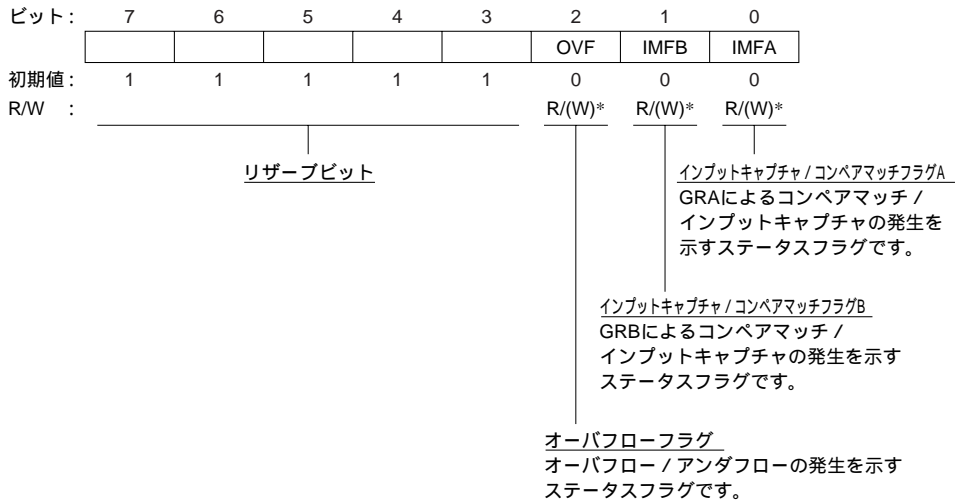 ビット： 7 6 5 4 3 2 1 0
OVF IMFB IMFA
初期値： 1 1 1 1 1 0 0 0
R/W ： R/(W)* R/(W)* R/(W)*
リザーブビット
インプットキャプチャ / コンペアマッチフラグA
GRAによるコンペアマッチ /
インプットキャプチャの発生を
示すステータスフラグです。
インプットキャプチャ / コンペアマッチフラグB
GRBによるコンペアマッチ /
インプットキャプチャの発生を示す
ステータスフラグです。
オーバフローフラグ
オーバフロー / アンダフローの発生を示す
ステータスフラグです。